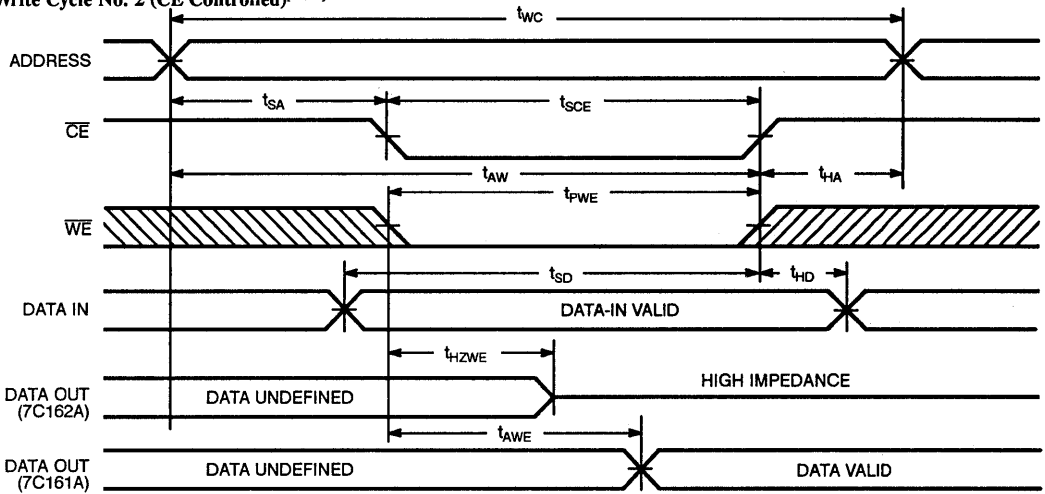 Write Cycle No. 2 (CE Controlled)
tWC
ADDRESS
tSA
tSCE
CE
tAW
tHA
tPWE
WE
tSD
tHD
DATA IN
DATA-IN VALID
tHZWE
DATA OUT
(7C162A)
DATA UNDEFINED
HIGH IMPEDANCE
tAWE
DATA OUT
(7C161A)
DATA UNDEFINED
DATA VALID